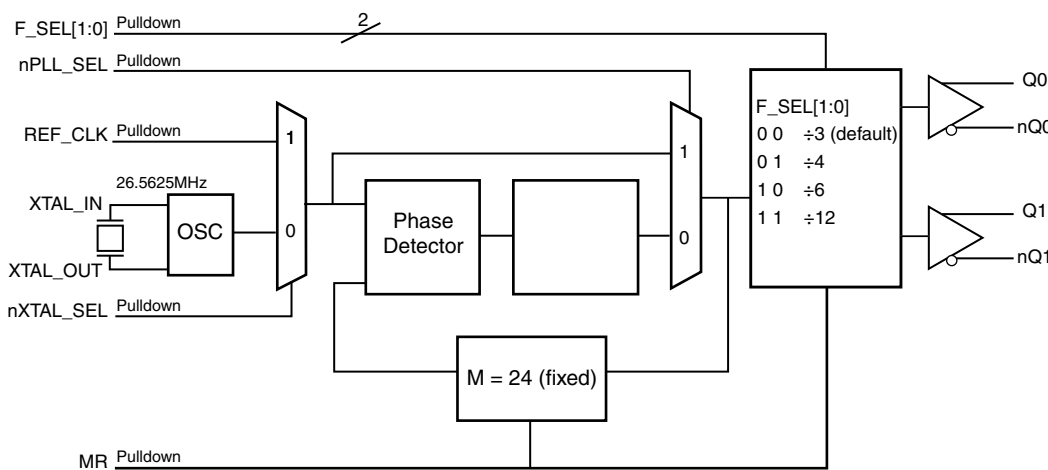 F_SEL[1:0] Pulldown
2
nPLL_SEL Pulldown
REF_CLK Pulldown
26.5625MHz
XTAL_IN
OSC
XTAL_OUT
nXTAL_SEL Pulldown
1
0
Phase
Detector
1
0
M = 24 (fixed)
F_SEL[1:0]
0 0 ÷3 (default)
0 1 ÷4
1 0 ÷6
1 1 ÷12
Q0
nQ0
Q1
nQ1
MR Pulldown